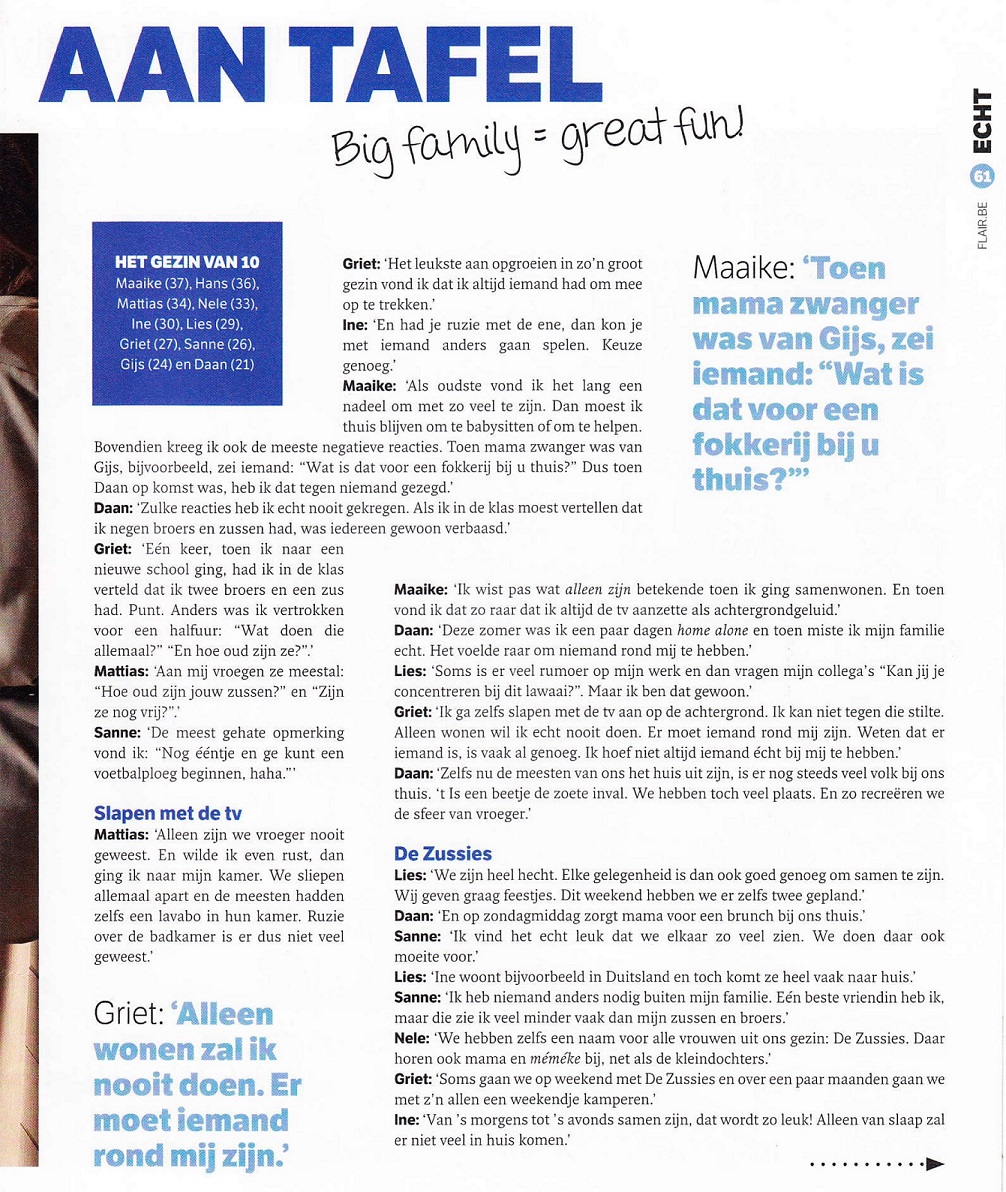 AAN TAFEL
Big family = great fun!
ECHT
61
FLAIR.BE
HET GEZIN VAN 10
Maaike (37), Hans (36),
Mattias (34), Nele (33),
Ine (30), Lies (29),
Griet (27), Sanne (26),
Gijs (24) en Daan (21)
Griet: ‘Het leukste aan opgroeien in zo’n groot
gezin vond ik dat ik altijd iemand had om mee
op te trekken.’
Ine: ‘En had je ruzie met de ene, dan kon je
met iemand anders gaan spelen. Keuze
genoeg.’
Maaike: ‘Als oudste vond ik het lang een
nadeel om met zo veel te zijn. Dan moest ik
thuis blijven om te babysitten of om te helpen.
Bovendien kreeg ik ook de meeste negatieve reacties. Toen mama zwanger was van
Gijs, bijvoorbeeld, zei iemand: “Wat is dat voor een fokkerij bij u thuis?” Dus toen
Daan op komst was, heb ik dat tegen niemand gezegd.’
Daan: ‘Zulke reacties heb ik echt nooit gekregen. Als ik in de klas moest vertellen dat
ik negen broers en zussen had, was iedereen gewoon verbaasd.’
Griet: ‘Eén keer, toen ik naar een
nieuwe school ging, had ik in de klas
verteld dat ik twee broers en een zus
had. Punt. Anders was ik vertrokken
voor een halfuur: “Wat doen die
allemaal?” “En hoe oud zijn ze?”.’
Mattias: ‘Aan mij vroegen ze meestal:
“Hoe oud zijn jouw zussen?” en “Zijn
ze nog vrij?”.’
Sanne: ‘De meest gehate opmerking
vond ik: “Nog ééntje en ge kunt een
voetbalploeg beginnen, haha.”’
Slapen met de tv
Mattias: ‘Alleen zijn we vroeger nooit
geweest. En wilde ik even rust, dan
ging ik naar mijn kamer. We sliepen
allemaal apart en de meesten hadden
zelfs een lavabo in hun kamer. Ruzie
over de badkamer is er dus niet veel
geweest.’
Griet: ‘Alleen
wonen zal ik
nooit doen. Er
moet iemand
rond mij zijn.’
Maaike: ‘Toen
mama zwanger
was van Gijs, zei
iemand: “Wat is
dat voor een
fokkerij bij u
thuis?”’
Maaike: ‘Ik wist pas wat alleen zijn betekende toen ik ging samenwonen. En toen
vond ik dat zo raar dat ik altijd de tv aanzette als achtergrondgeluid.’
Daan: ‘Deze zomer was ik een paar dagen home alone en toen miste ik mijn familie
echt. Het voelde raar om niemand rond mij te hebben.’
Lies: ‘Soms is er veel rumoer op mijn werk en dan vragen mijn collega’s “Kan jij je
concentreren bij dit lawaai?”. Maar ik ben dat gewoon.’
Griet: ‘Ik ga zelfs slapen met de tv aan op de achtergrond. Ik kan niet tegen die stilte.
Alleen wonen wil ik echt nooit doen. Er moet iemand rond mij zijn. Weten dat er
iemand is, is vaak al genoeg. Ik hoef niet altijd iemand écht bij mij te hebben.’
Daan: ‘Zelfs nu de meesten van ons het huis uit zijn, is er nog steeds veel volk bij ons
thuis. ‘t Is een beetje de zoete inval. We hebben toch veel plaats. En zo recreëren we
de sfeer van vroeger.’
De Zussies
Lies: ‘We zijn heel hecht. Elke gelegenheid is dan ook goed genoeg om samen te zijn.
Wij geven graag feestjes. Dit weekend hebben we er zelfs twee gepland.’
Daan: ‘En op zondagmiddag zorgt mama voor een brunch bij ons thuis.’
Sanne: ‘Ik vind het echt leuk dat we elkaar zo veel zien. We doen daar ook
moeite voor.’
Lies: ‘Ine woont bijvoorbeeld in Duitsland en toch komt ze heel vaak naar huis.’
Sanne: ‘Ik heb niemand anders nodig buiten mijn familie. Eén beste vriendin heb ik,
maar die zie ik veel minder vaak dan mijn zussen en broers.’
Nele: ‘We hebben zelfs een naam voor alle vrouwen uit ons gezin: De Zussies. Daar
horen ook mama en méméke bij, net als de kleindochters.’
Griet: ‘Soms gaan we op weekend met De Zussies en over een paar maanden gaan we
met z’n allen een weekendje kamperen.’
Ine: ‘Van ’s morgens tot ’s avonds samen zijn, dat wordt zo leuk! Alleen van slaap zal
er niet veel in huis komen.’